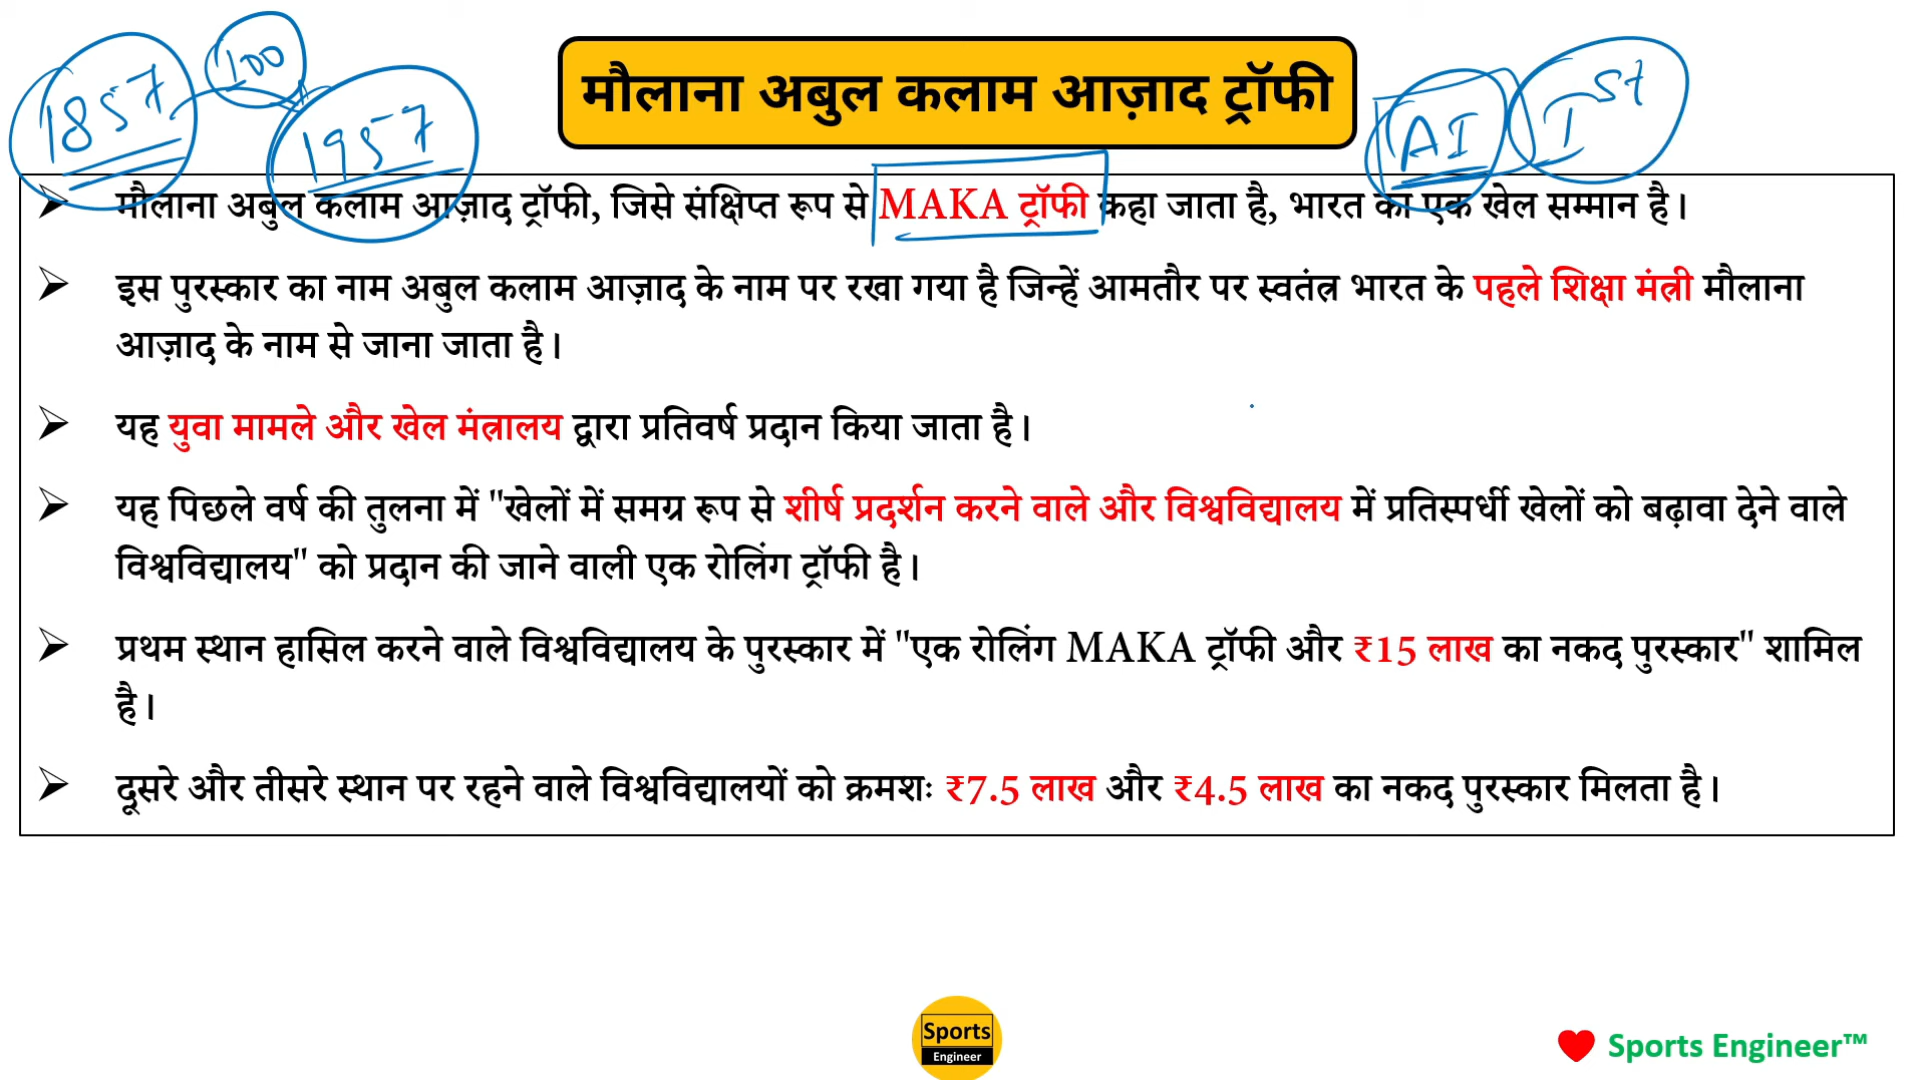 1857
100
1957
मौलाना अबुल कलाम आज़ाद ट्रॉफी
AI
Ist
मौलाना अबुल कलाम आज़ाद ट्रॉफी, जिसे संक्षिप्त रूप से MAKA ट्रॉफी कहा जाता है, भारत का एक खेल सम्मान है।
इस पुरस्कार का नाम अबुल कलाम आज़ाद के नाम पर रखा गया है जिन्हें आमतौर पर स्वतंत्र भारत के पहले शिक्षा मंत्री मौलाना
आज़ाद के नाम से जाना जाता है।
यह युवा मामले और खेल मंत्रालय द्वारा प्रतिवर्ष प्रदान किया जाता है।
यह पिछले वर्ष की तुलना में "खेलों में समग्र रूप से शीर्ष प्रदर्शन करने वाले और विश्वविद्यालय में प्रतिस्पर्धी खेलों को बढ़ावा देने वाले
विश्वविद्यालय" को प्रदान की जाने वाली एक रोलिंग ट्रॉफी है।
प्रथम स्थान हासिल करने वाले विश्वविद्यालय के पुरस्कार में "एक रोलिंग MAKA ट्रॉफी और ₹15 लाख का नकद पुरस्कार" शामिल
है।
दूसरे और तीसरे स्थान पर रहने वाले विश्वविद्यालयों को क्रमशः ₹7.5 लाख और ₹4.5 लाख का नकद पुरस्कार मिलता है।
Sports
Engineer
Sports Engineer™